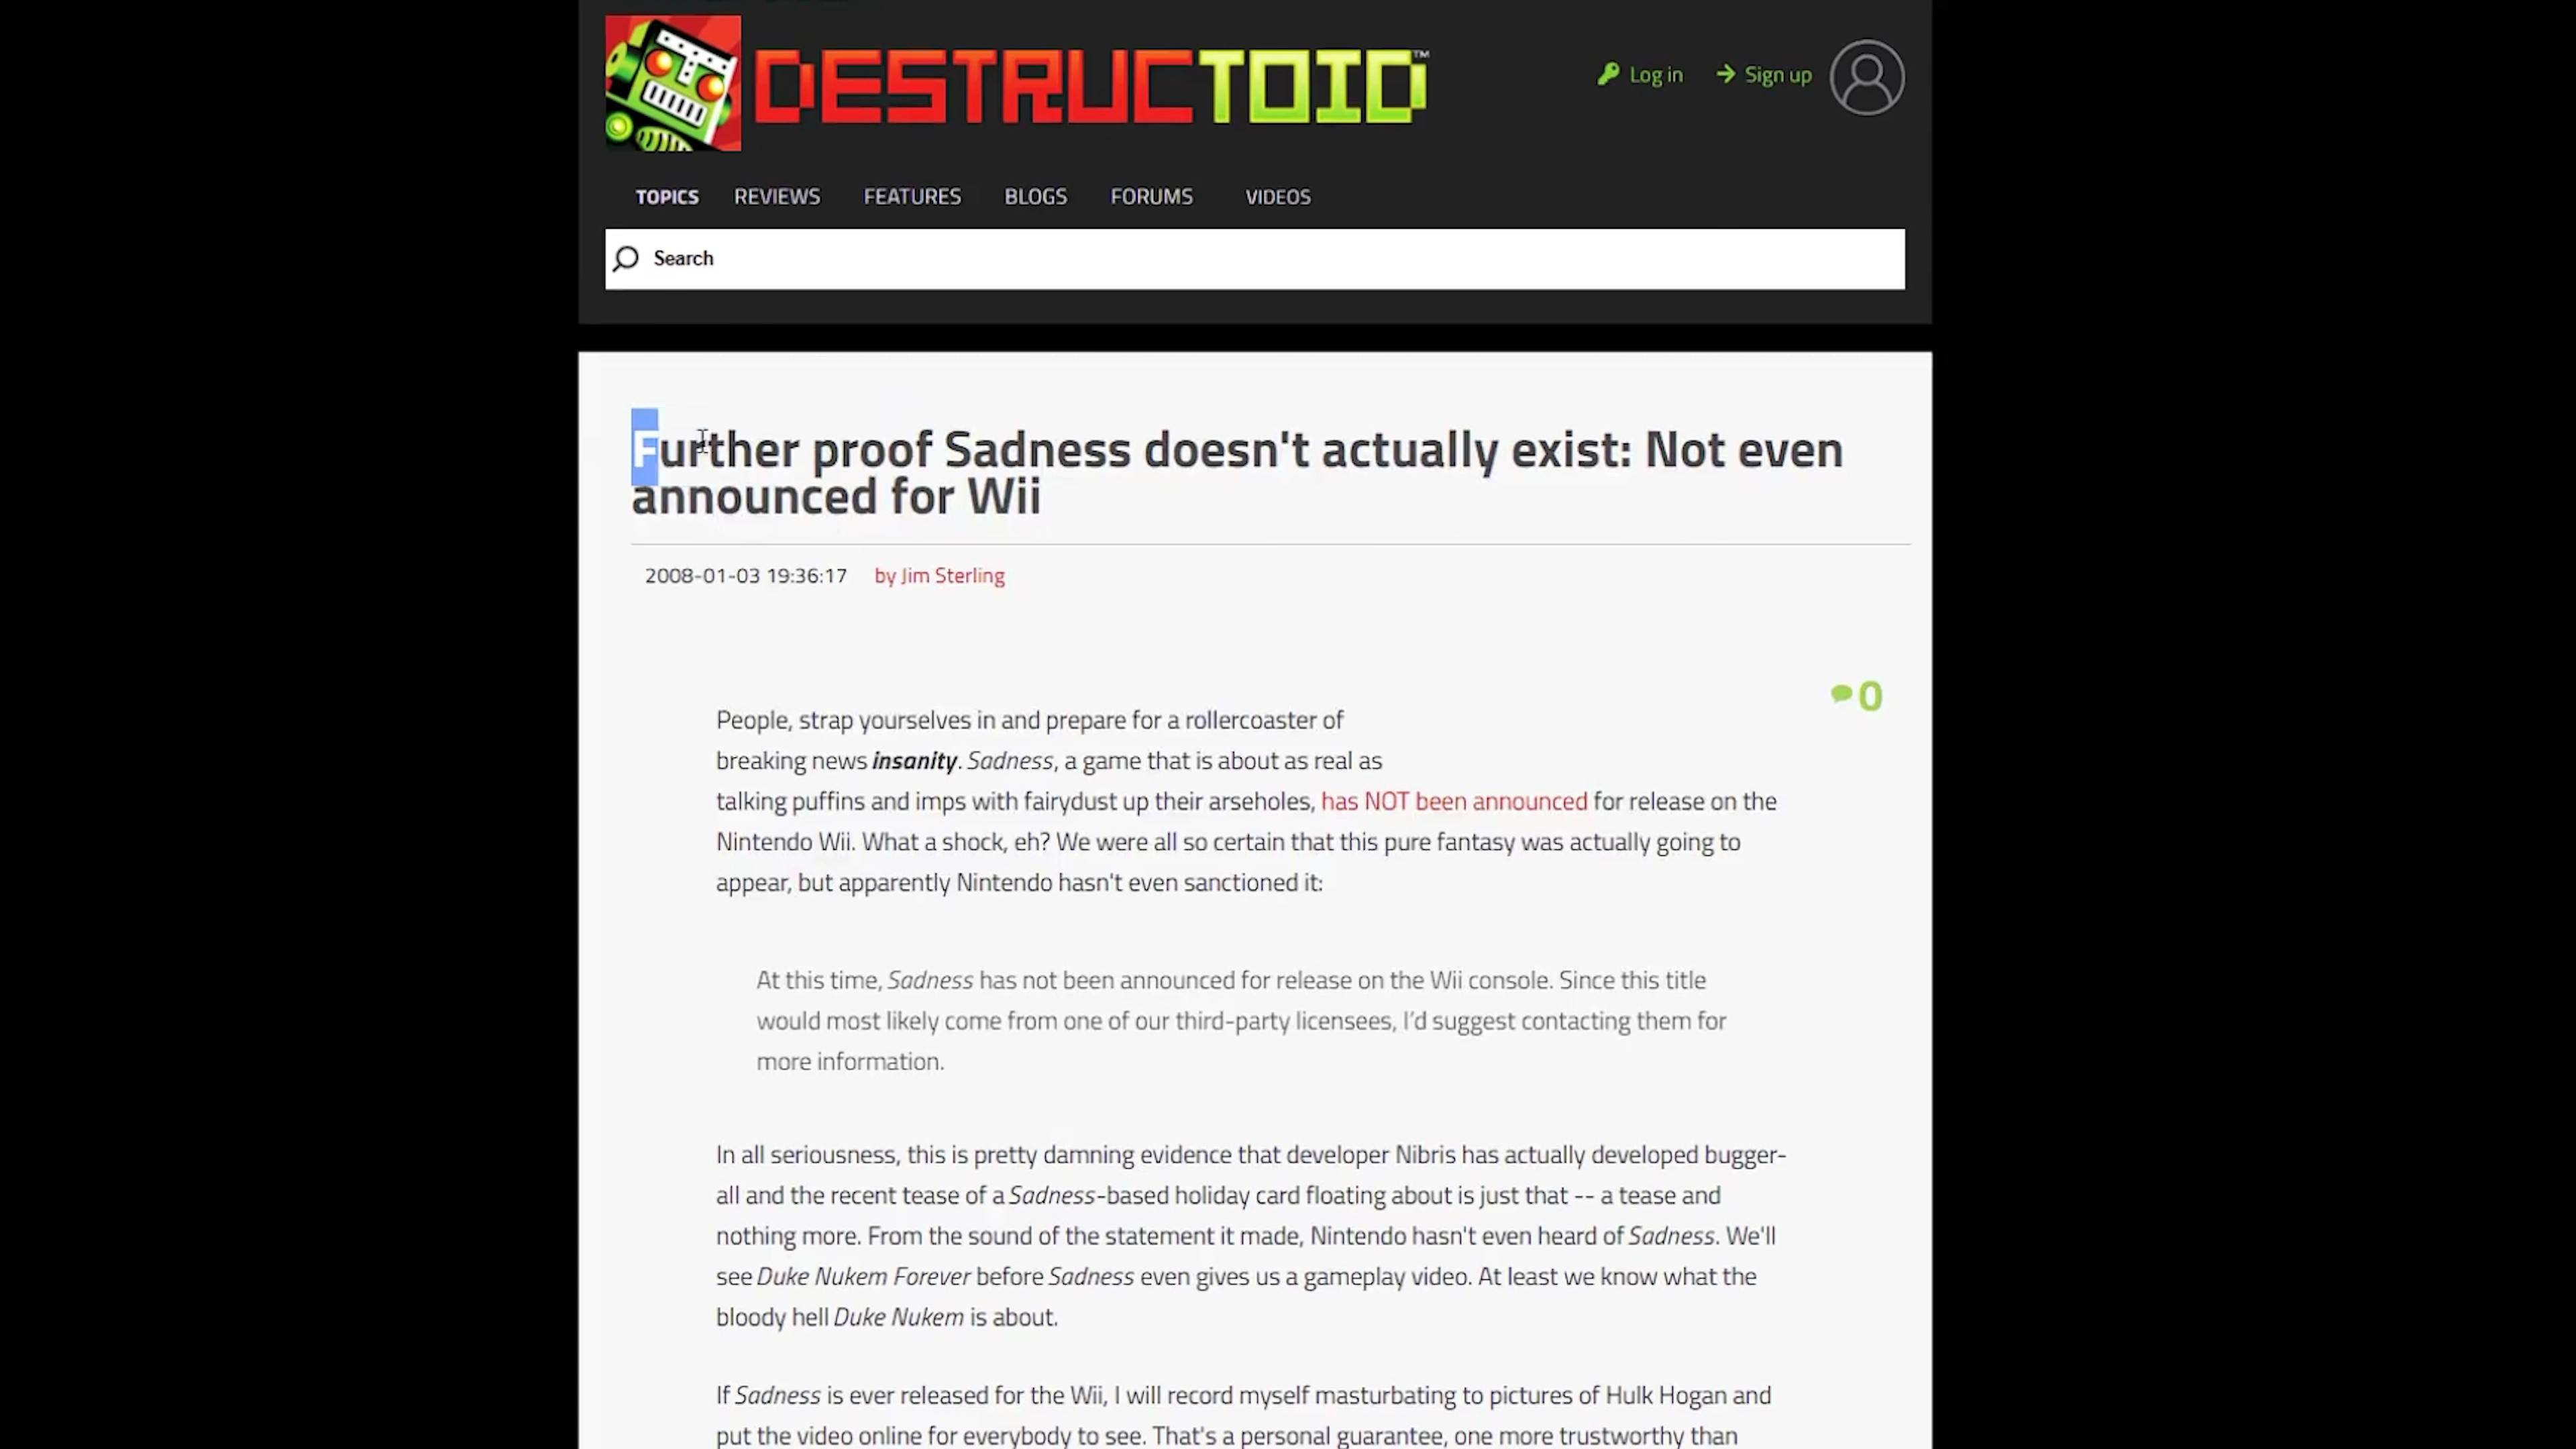 DESTRUCTOID™
Log in
Sign up
TOPICS REVIEWS FEATURES BLOGS FORUMS VIDEOS
Search
Further proof Sadness doesn't actually exist: Not even
announced for Wii
2008-01-03 19:36:17 by Jim Sterling
0
People, strap yourselves in and prepare for a rollercoaster of
breaking news insanity. Sadness, a game that is about as real as
talking puffins and imps with fairydust up their arseholes, has NOT been announced for release on the
Nintendo Wii. What a shock, eh? We were all so certain that this pure fantasy was actually going to
appear, but apparently Nintendo hasn't even sanctioned it:
At this time, Sadness has not been announced for release on the Wii console. Since this title
would most likely come from one of our third-party licensees, I'd suggest contacting them for
more information.
In all seriousness, this is pretty damning evidence that developer Nibris has actually developed bugger-
all and the recent tease of a Sadness-based holiday card floating about is just that -- a tease and
nothing more. From the sound of the statement it made, Nintendo hasn't even heard of Sadness. We'll
see Duke Nukem Forever before Sadness even gives us a gameplay video. At least we know what the
bloody hell Duke Nukem is about.
If Sadness is ever released for the Wii, I will record myself masturbating to pictures of Hulk Hogan and
put the video online for everybody to see. That's a personal guarantee, one more trustworthy than